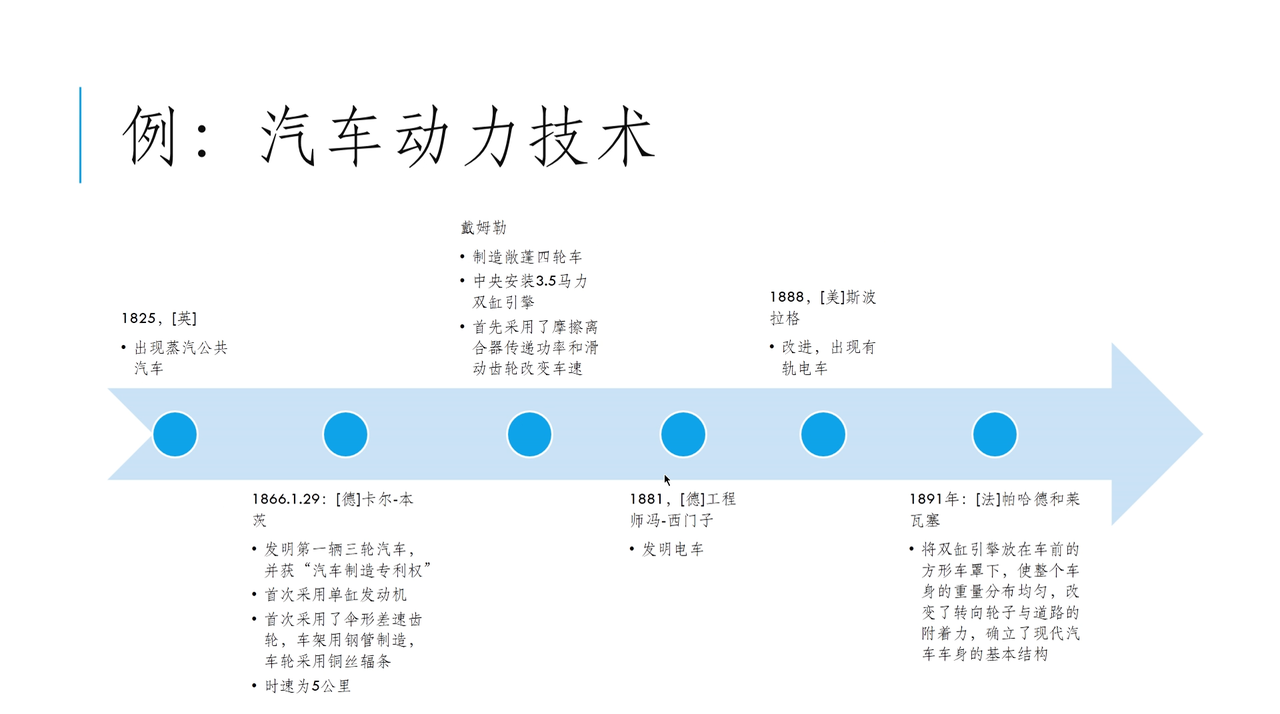 例：汽车动力技术
1825，[英]
• 出现蒸汽公共
汽车
1866.1.29：[德]卡尔-本
茨
• 发明第一辆三轮汽车，
并获“汽车制造专利权”
• 首次采用单缸发动机
• 首次采用了伞形差速齿
轮，车架用钢管制造，
车轮采用铜丝辐条
• 时速为5公里
戴姆勒
• 制造敞蓬四轮车
• 中央安装3.5马力
双缸引擎
• 首先采用了摩擦离
合器传递功率和滑
动齿轮改变车速
1881，[德]工程
师冯-西门子
• 发明电车
1888，[美]斯波
拉格
• 改进，出现有
轨电车
1891年：[法]帕哈德和莱
瓦塞
• 将双缸引擎放在车前的
方形车罩下，使整个车
身的重量分布均匀，改
变了转向轮子与道路的
附着力，确立了现代汽
车车身的基本结构